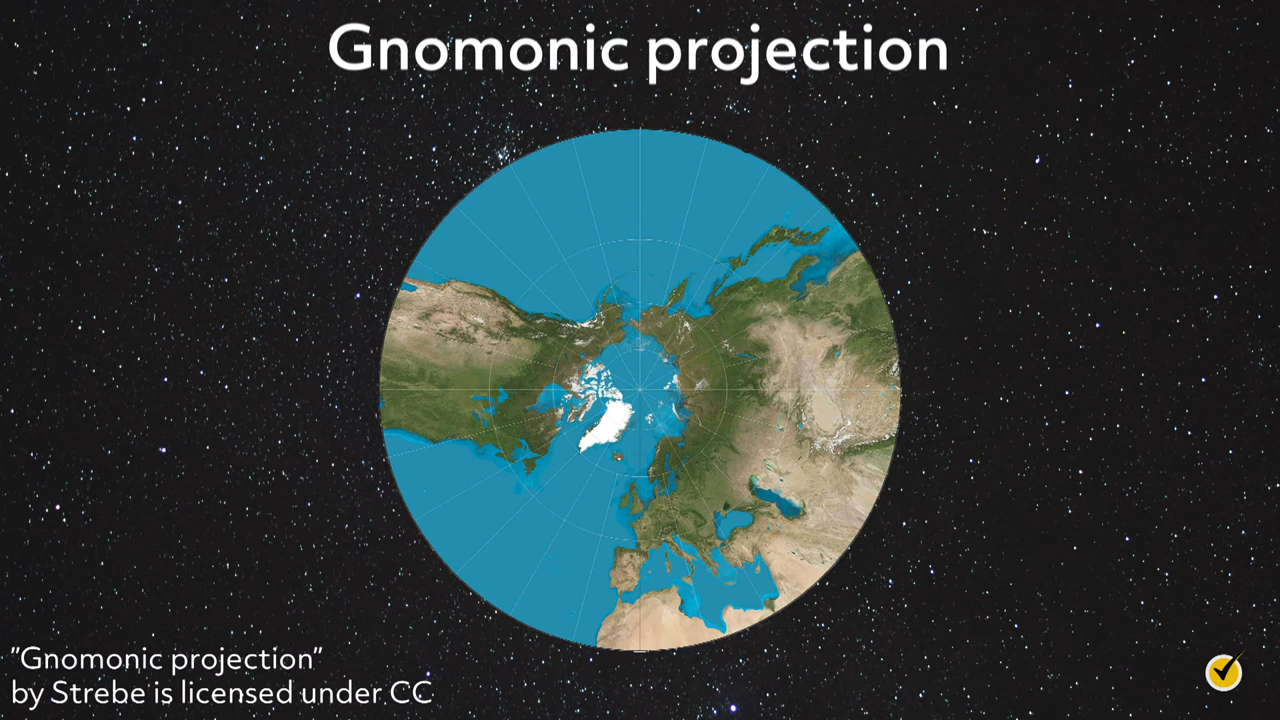 Gnomonic projection
"Gnomonic projection"
by Strebe is licensed under CC